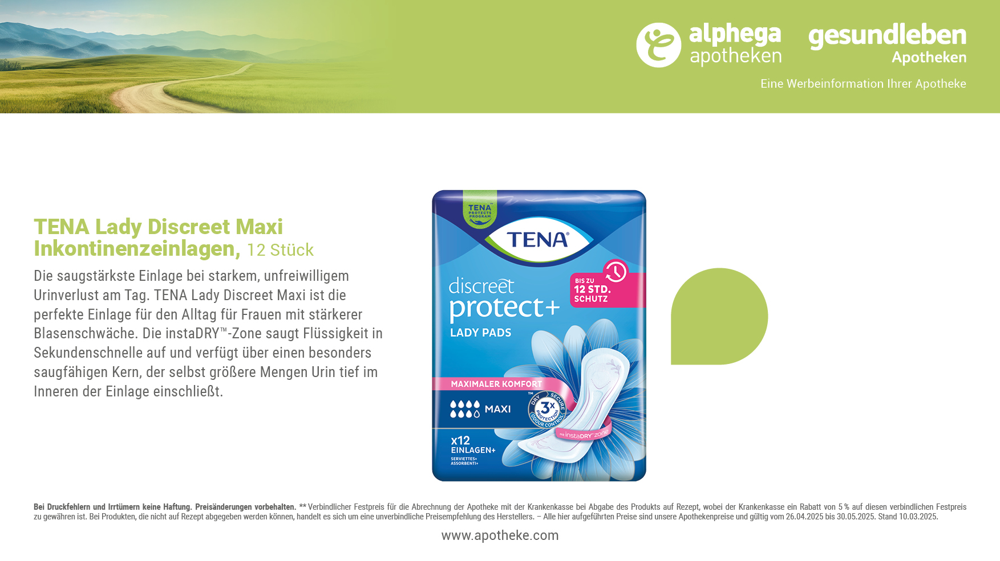 alphega
apotheken
gesundleben
Apotheken
Eine Werbeinformation Ihrer Apotheke
TENA Lady Discreet Maxi
Inkontinenzeinlagen, 12 Stück
Die saugstärkste Einlage bei starkem, unfreiwilligem
Urinverlust am Tag. TENA Lady Discreet Maxi ist die
perfekte Einlage für den Alltag für Frauen mit stärkerer
Blasenschwäche. Die instaDRY™-Zone saugt Flüssigkeit in
Sekundenschnelle auf und verfügt über einen besonders
saugfähigen Kern, der selbst größere Mengen Urin tief im
Inneren der Einlage einschließt.
TENA™
PROTECTS
PROGRAM
TENA®
BIS ZU
12 STD.
SCHUTZ
discreet
protect+
LADY PADS
MAXIMALER KOMFORT
MAXI
™
DRY SECURE
3x
PROTECTION
ODOUR CONTROL
mit instaDRY™ zone
x12
EINLAGEN+
SERVIETTES+
ASSORBENTI+
Bei Druckfehlern und Irrtümern keine Haftung. Preisänderungen vorbehalten. ** Verbindlicher Festpreis für die Abrechnung der Apotheke mit der Krankenkasse bei Abgabe des Produkts auf Rezept, wobei der Krankenkasse ein Rabatt von 5 % auf diesen verbindlichen Festpreis
zu gewähren ist. Bei Produkten, die nicht auf Rezept abgegeben werden können, handelt es sich um eine unverbindliche Preisempfehlung des Herstellers. – Alle hier aufgeführten Preise sind unsere Apothekenpreise und gültig vom 26.04.2025 bis 30.05.2025. Stand 10.03.2025.
www.apotheke.com